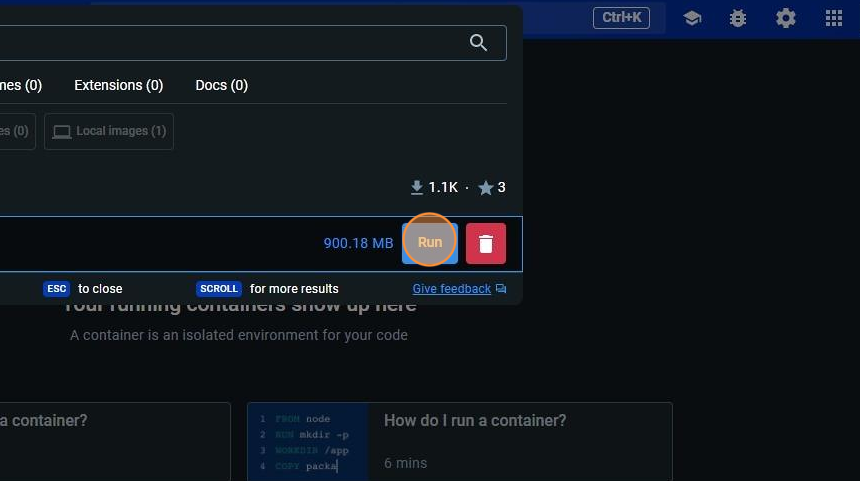 Ctrl+K
mes (0) Extensions (0) Docs (0)
es (0) Local images (1)
1.1K · 3
900.18 MB Run
ESC to close SCROLL for more results Give feedback
Your running containers show up here
A container is an isolated environment for your code
a container?
How do I run a container?
1 FROM node
2 RUN mkdir -p
3 WORKDIR /app
4 COPY packa
6 mins